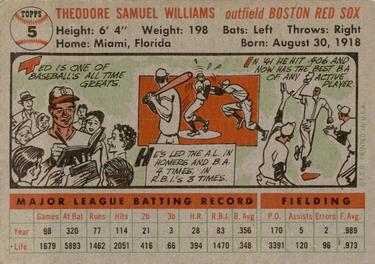 TOPPS
5
THEODORE SAMUEL WILLIAMS outfield BOSTON RED SOX
Height: 6' 4", Weight: 198 Bats: Left Throws: Right
Home: Miami, Florida Born: August 30, 1918
TED IS ONE OF
BASEBALL'S ALL TIME
GREATS.
HE'S LED THE A.L. IN
HOMERS AND B.A.
4 TIMES, IN
R.B.I.'S 3 TIMES.
IN '41 HE HIT .406 AND
NOW HAS THE BEST B.A.
OF ANY
ACTIVE
PLAYER.
MAJOR LEAGUE BATTING RECORD FIELDING
Games At Bat Runs Hits 2b 3b H.R. R.B.I. B. Avg P.O. Assists Errors F. Avg.
Year 98 320 77 114 21 3 28 83 .356 170 5 2 .989
Life 1679 5893 1362 2051 416 66 394 1470 .348 3391 120 96 .973